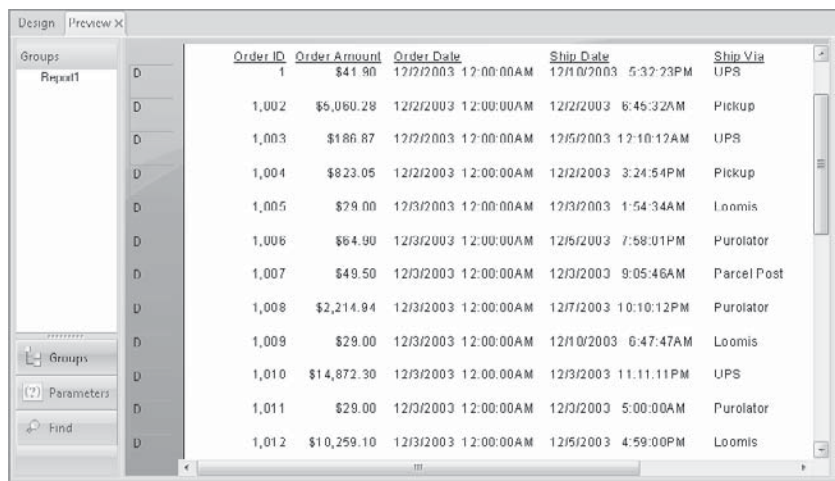 Design Preview X
Groups
Report1
Groups
Parameters
Find
Order ID Order Amount Order Date Ship Date Ship Via
D 1 $41.90 12/2/2003 12:00:00AM 12/10/2003 5:32:23PM UPS
D 1,002 $5,060.28 12/2/2003 12:00:00AM 12/2/2003 6:45:32AM Pickup
D 1,003 $186.87 12/2/2003 12:00:00AM 12/5/2003 12:10:12AM UPS
D 1,004 $823.05 12/2/2003 12:00:00AM 12/2/2003 3:24:54PM Pickup
D 1,005 $29.00 12/3/2003 12:00:00AM 12/3/2003 1:54:34AM Loomis
D 1,006 $64.90 12/3/2003 12:00:00AM 12/5/2003 7:58:01PM Purolator
D 1,007 $49.50 12/3/2003 12:00:00AM 12/3/2003 9:05:46AM Parcel Post
D 1,008 $2,214.94 12/3/2003 12:00:00AM 12/7/2003 10:10:12PM Purolator
D 1,009 $29.00 12/3/2003 12:00:00AM 12/10/2003 6:47:47AM Loomis
D 1,010 $14,872.30 12/3/2003 12:00:00AM 12/3/2003 11:11:11PM UPS
D 1,011 $29.00 12/3/2003 12:00:00AM 12/3/2003 5:00:00AM Purolator
D 1,012 $10,259.10 12/3/2003 12:00:00AM 12/5/2003 4:59:00PM Loomis